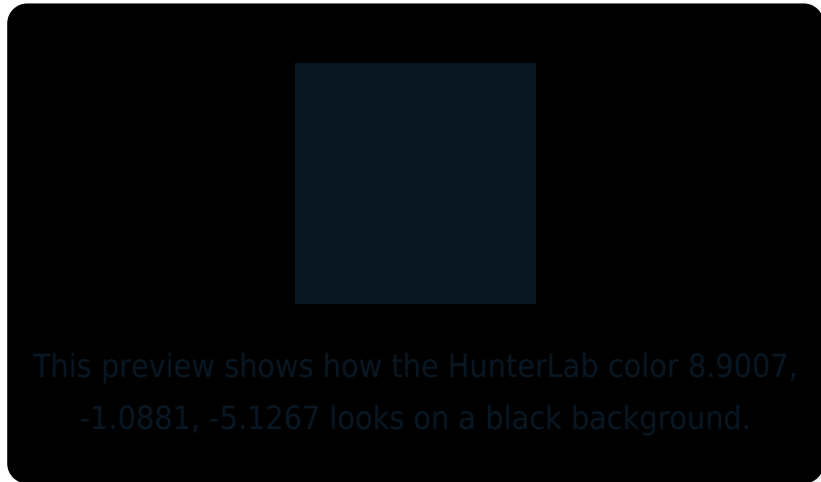 This preview shows how the HunterLab color 8.9007,
-1.0881, -5.1267 looks on a black background.